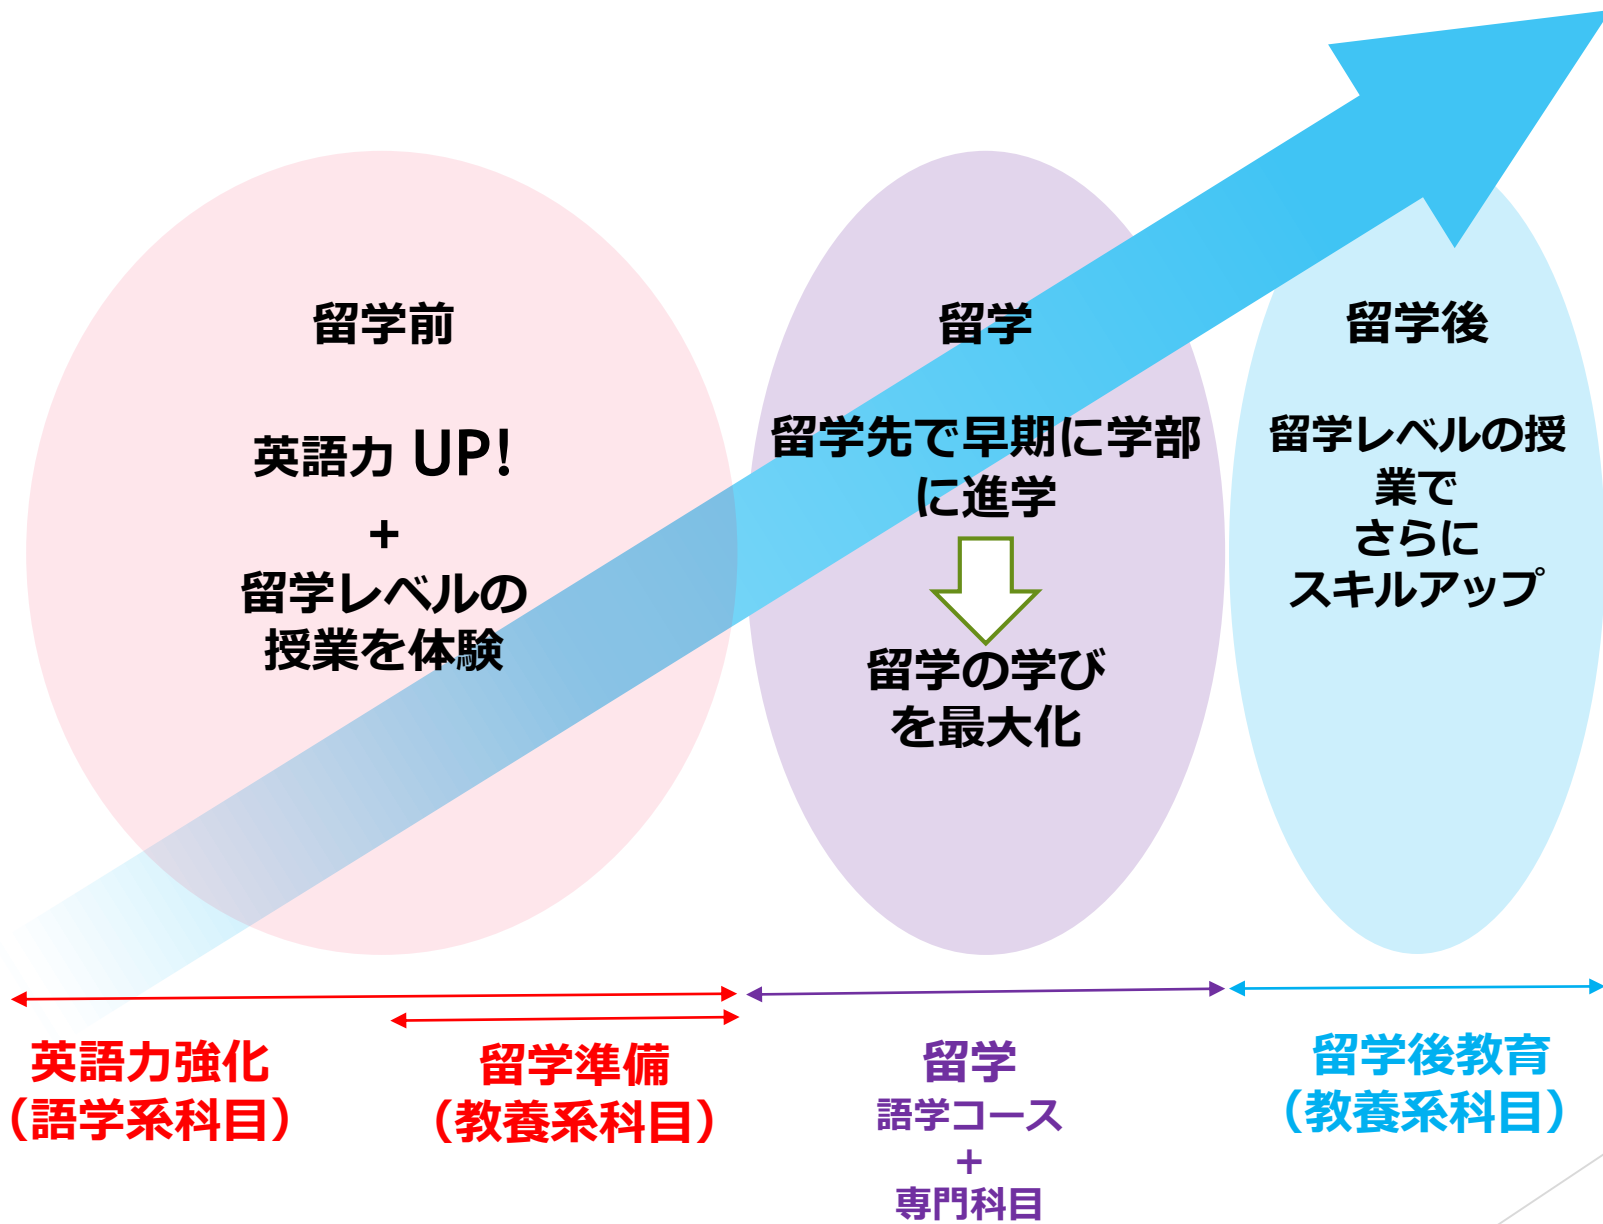 留学前
英語力 UP!
+
留学レベルの
授業を体験
留学
留学先で早期に学部
に進学
留学の学び
を最大化
留学後
留学レベルの授
業で
さらに
スキルアップ
英語力強化
（語学系科目）
留学準備
（教養系科目）
留学
語学コース
+
専門科目
留学後教育
（教養系科目）